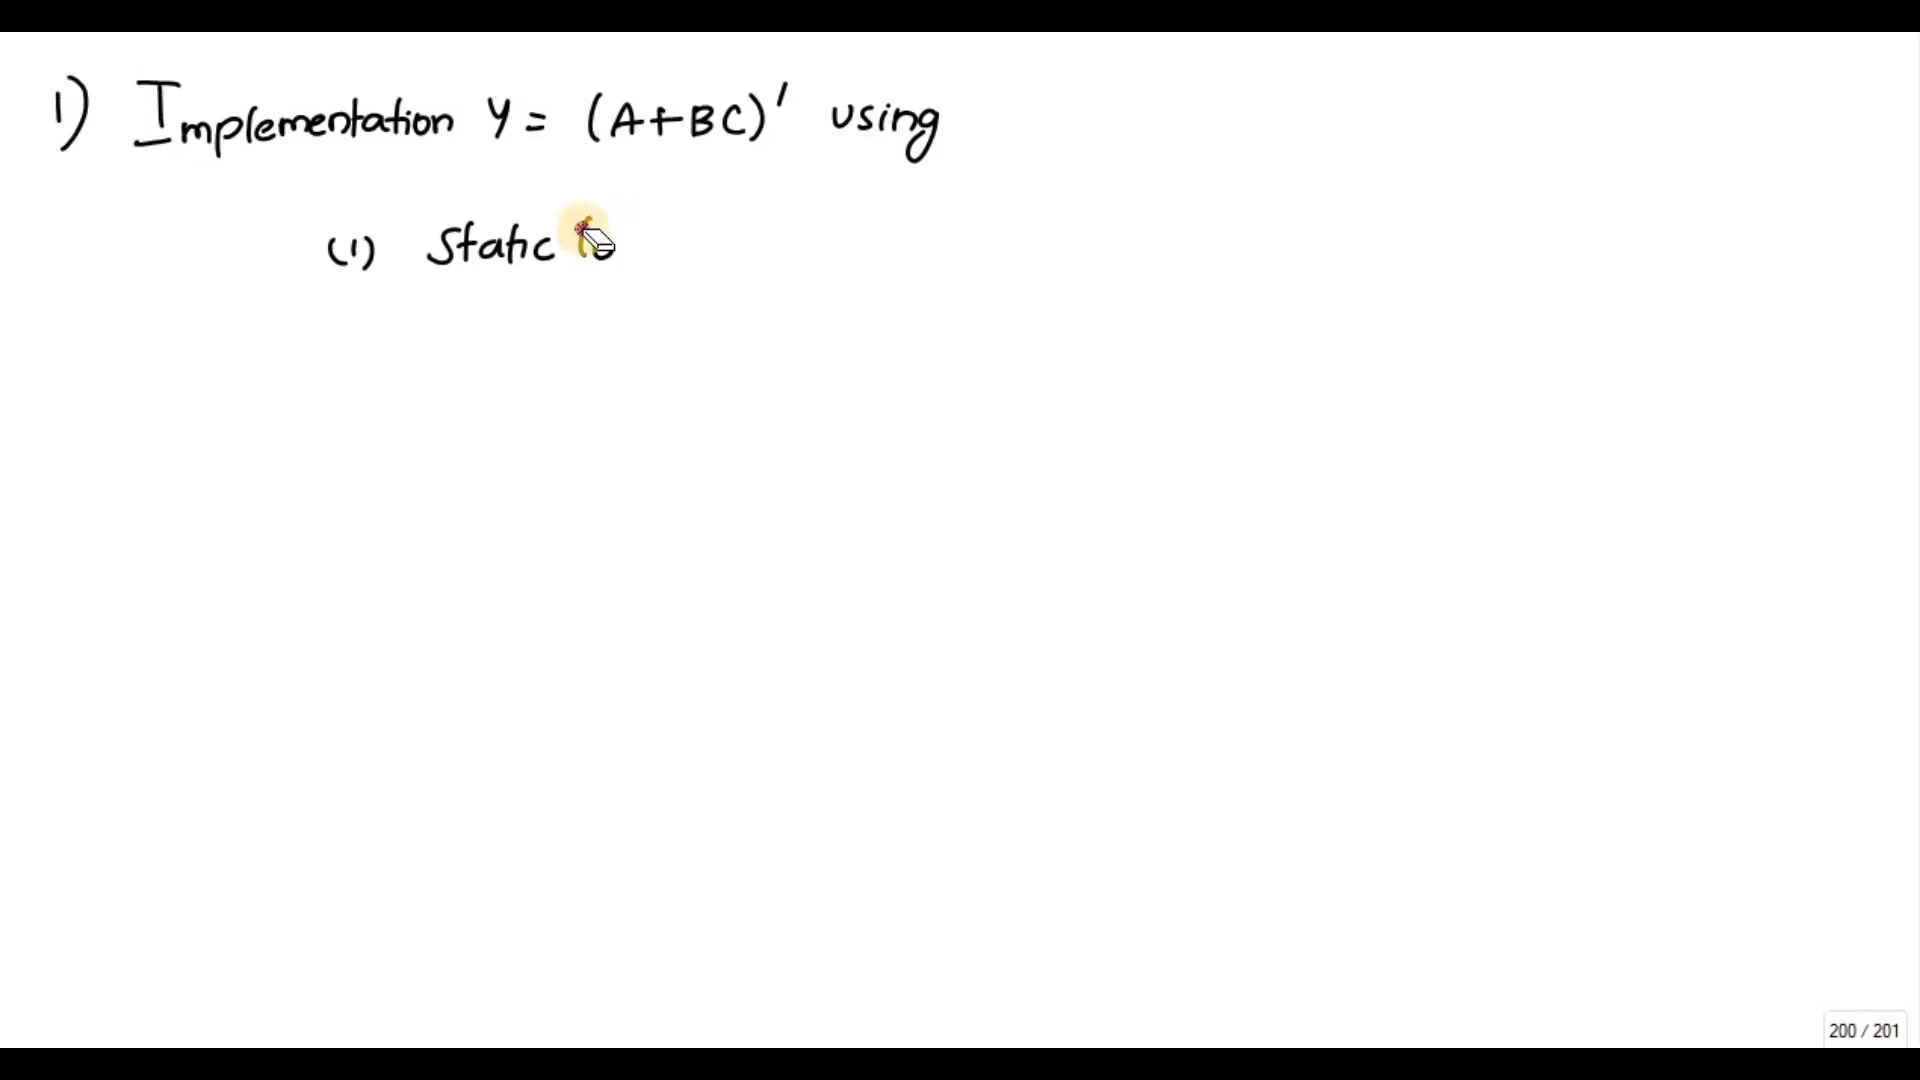 1) Implementation Y = (A+BC)' using
(1) Static
200 / 201